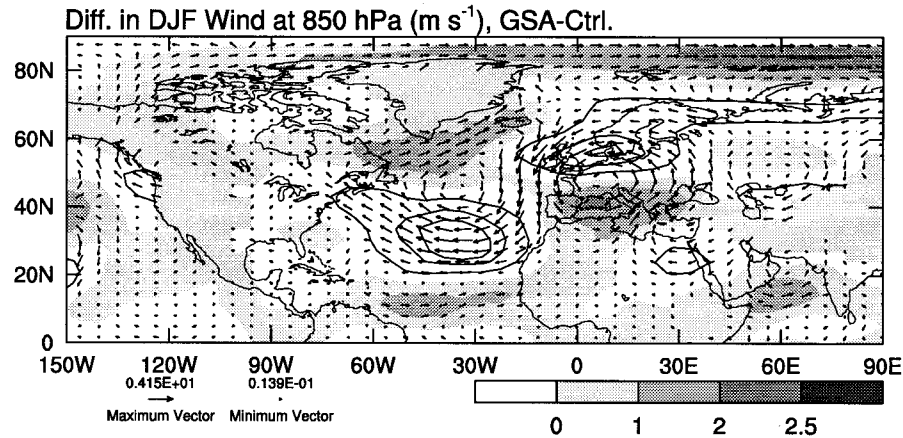 Diff. in DJF Wind at 850 hPa (m s⁻¹), GSA-Ctrl.
80N
60N
40N
20N
0
150W 120W 90W 60W 30W 0 30E 60E 90E
0.415E+01 0.139E-01
Maximum Vector Minimum Vector
0 1 2 2.5